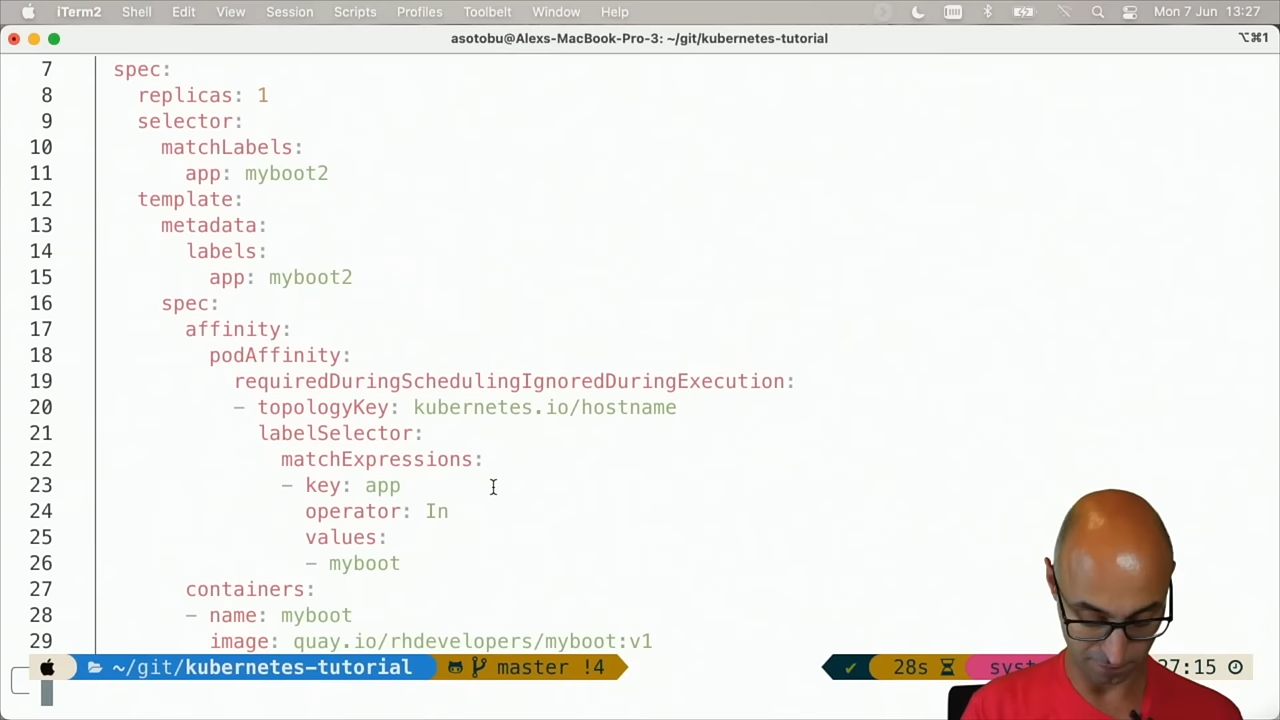 iTerm2 Shell Edit View Session Scripts Profiles Toolbelt Window Help Mon 7 Jun 13:27
asotobu@Alexs-MacBook-Pro-3: ~/git/kubernetes-tutorial ⌥⌘1
7 spec:
8 replicas: 1
9 selector:
10 matchLabels:
11 app: myboot2
12 template:
13 metadata:
14 labels:
15 app: myboot2
16 spec:
17 affinity:
18 podAffinity:
19 requiredDuringSchedulingIgnoredDuringExecution:
20 - topologyKey: kubernetes.io/hostname
21 labelSelector:
22 matchExpressions:
23 - key: app
24 operator: In
25 values:
26 - myboot
27 containers:
28 - name: myboot
29 image: quay.io/rhdevelopers/myboot:v1
~/git/kubernetes-tutorial master !4 ✔ 28s